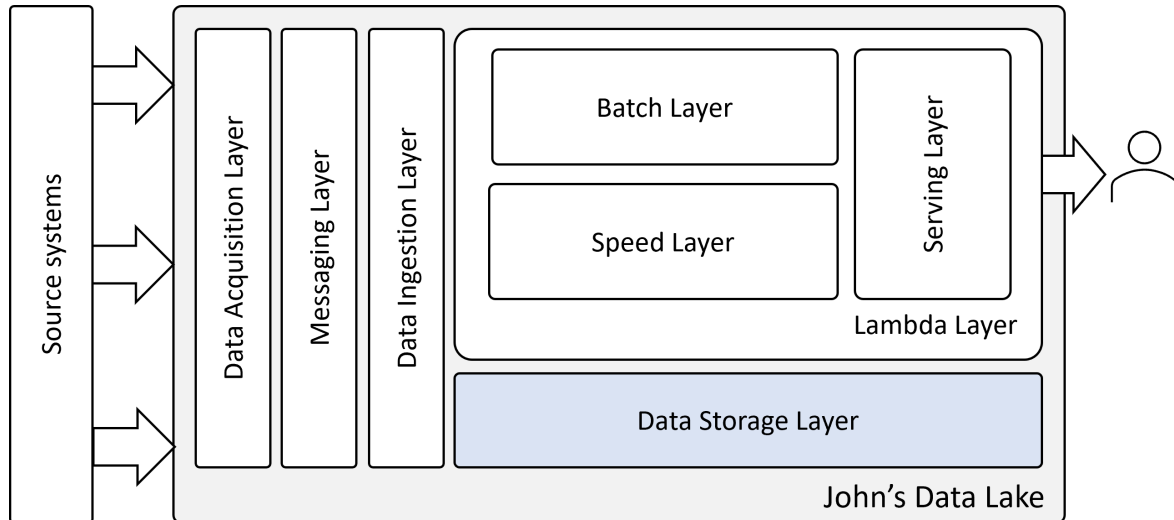 Source systems
Data Acquisition Layer
Messaging Layer
Data Ingestion Layer
Batch Layer
Speed Layer
Serving Layer
Lambda Layer
Data Storage Layer
John’s Data Lake